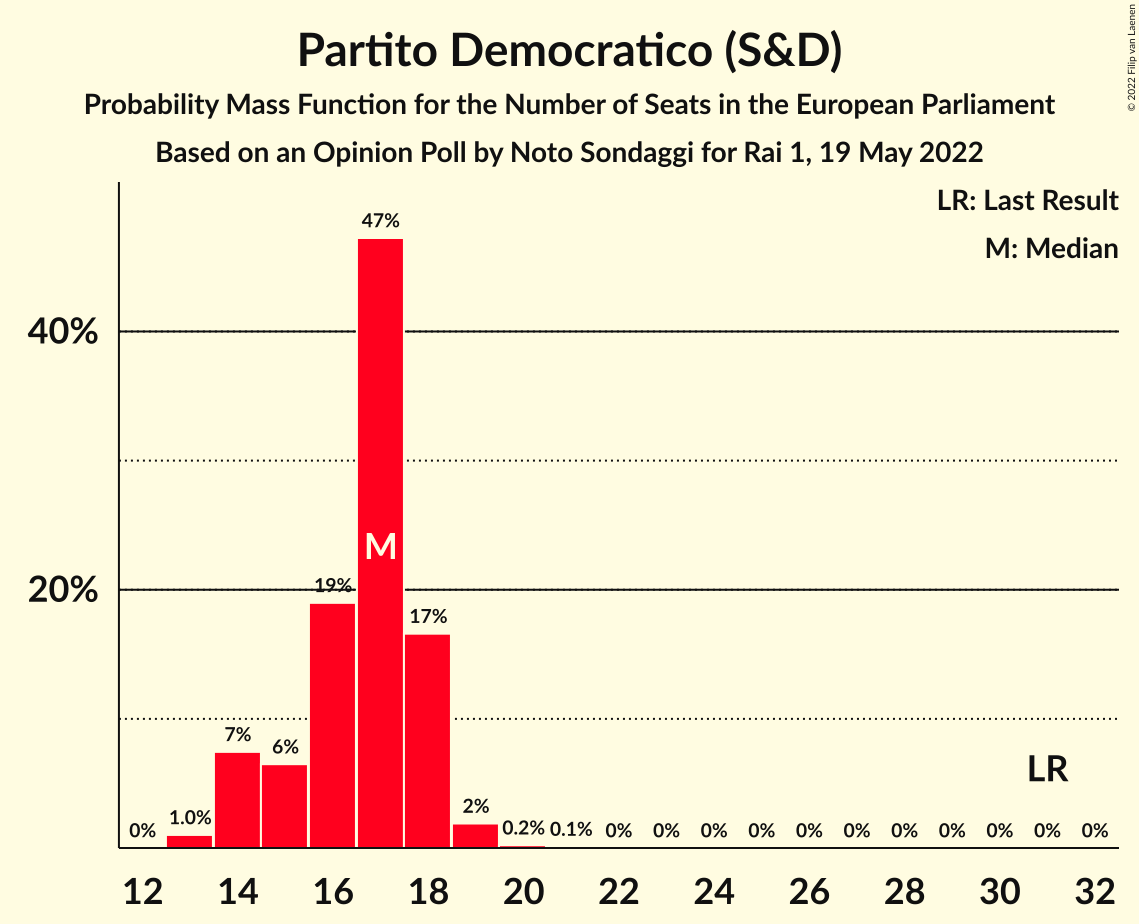 Partito Democratico (S&D)
Probability Mass Function for the Number of Seats in the European Parliament
Based on an Opinion Poll by Noto Sondaggi for Rai 1, 19 May 2022
© 2022 Filip van Laenen
LR: Last Result
M: Median
40%
20%
0% 1.0% 7% 6% 19% 47% 17% 2% 0.2% 0.1% 0% 0% 0% 0% 0% 0% 0% 0% 0% 0% 0%
M
LR
12 14 16 18 20 22 24 26 28 30 32